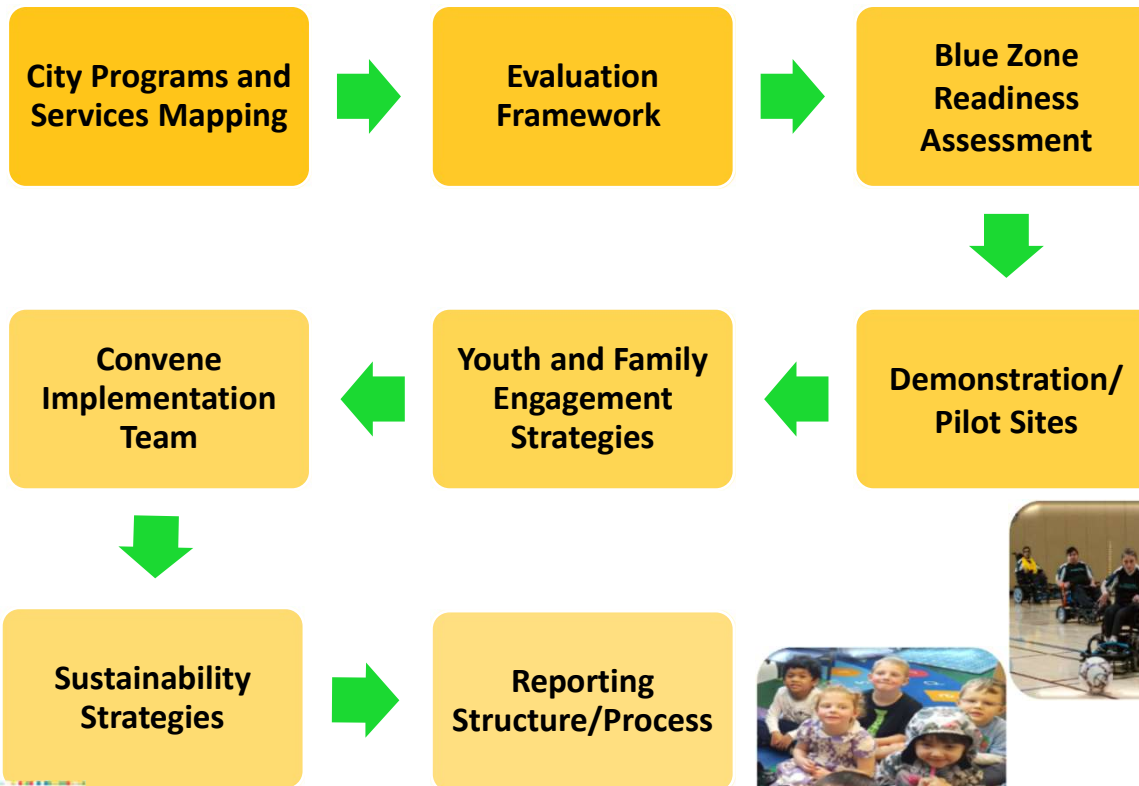 City Programs and
Services Mapping
Evaluation
Framework
Blue Zone
Readiness
Assessment
Demonstration/
Pilot Sites
Youth and Family
Engagement
Strategies
Convene
Implementation
Team
Sustainability
Strategies
Reporting
Structure/Process